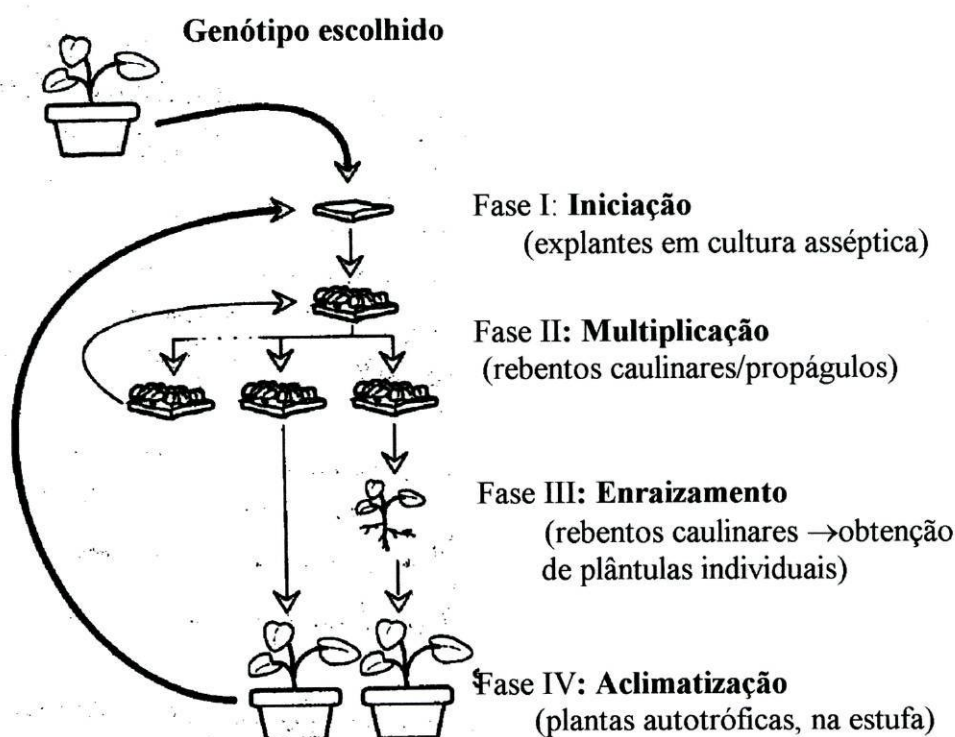 Genótipo escolhido
Fase I: Iniciação
(explantes em cultura asséptica)
Fase II: Multiplicação
(rebentos caulinares/propágulos)
Fase III: Enraizamento
(rebentos caulinares →obtenção
de plântulas individuais)
Fase IV: Aclimatização
(plantas autotróficas, na estufa)